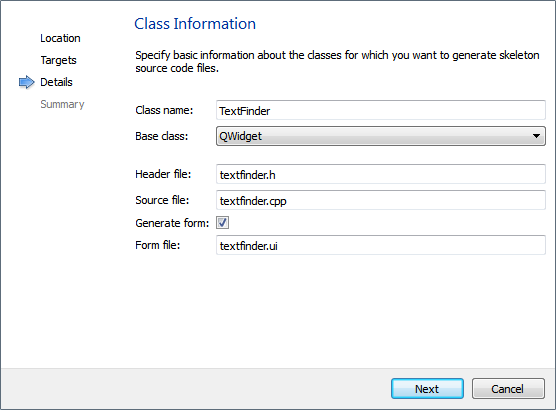 Class Information
Location
Targets
Details
Summary
Specify basic information about the classes for which you want to generate skeleton
source code files.
Class name: TextFinder
Base class: QWidget
Header file: textfinder.h
Source file: textfinder.cpp
Generate form:
Form file: textfinder.ui
Next Cancel